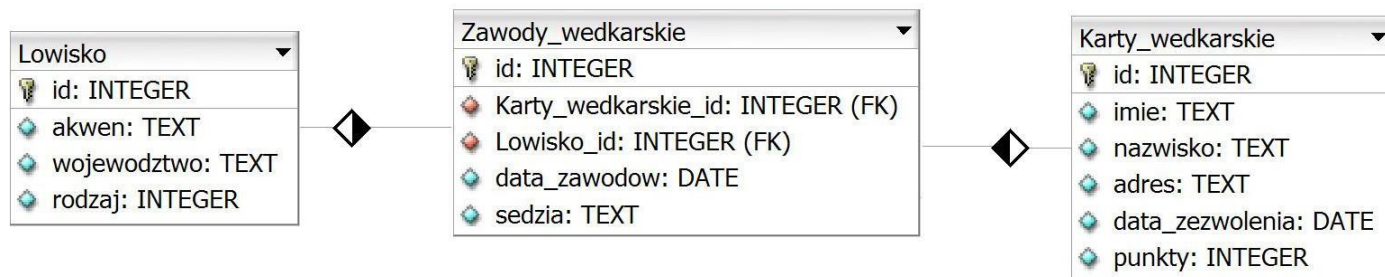 Lowisko
id: INTEGER
akwen: TEXT
wojewodztwo: TEXT
rodzaj: INTEGER
Zawody_wedkarskie
id: INTEGER
Karty_wedkarskie_id: INTEGER (FK)
Lowisko_id: INTEGER (FK)
data_zawodow: DATE
sedzia: TEXT
Karty_wedkarskie
id: INTEGER
imie: TEXT
nazwisko: TEXT
adres: TEXT
data_zezwolenia: DATE
punkty: INTEGER